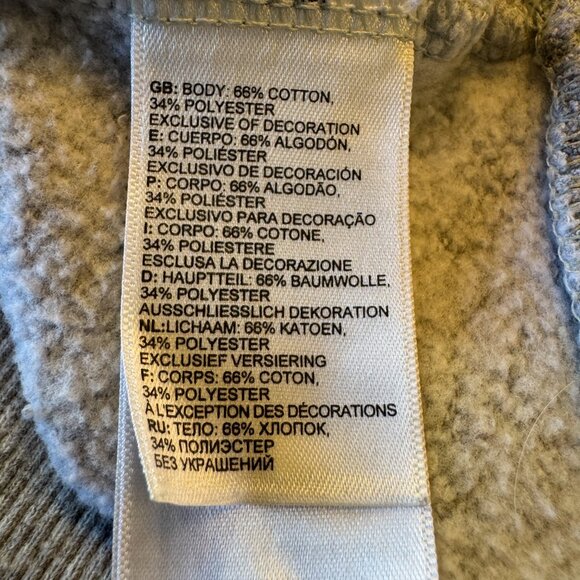 GB: BODY: 66% COTTON,
34% POLYESTER
EXCLUSIVE OF DECORATION
E: CUERPO: 66% ALGODÓN,
34% POLIÉSTER
EXCLUSIVO DE DECORACIÓN
P: CORPO: 66% ALGODÃO,
34% POLIÉSTER
EXCLUSIVO PARA DECORAÇÃO
I: CORPO: 66% COTONE,
34% POLIESTERE
ESCLUSA LA DECORAZIONE
D: HAUPTTEIL: 66% BAUMWOLLE,
34% POLYESTER
AUSSCHLIESSLICH DEKORATION
NL:LICHAAM: 66% KATOEN,
34% POLYESTER
EXCLUSIEF VERSIERING
F: CORPS: 66% COTON,
34% POLYESTER
À L'EXCEPTION DES DÉCORATIONS
RU: ТЕЛО: 66% ХЛОПОК,
34% ПОЛИЭСТЕР
БЕЗ УКРАШЕНИЙ